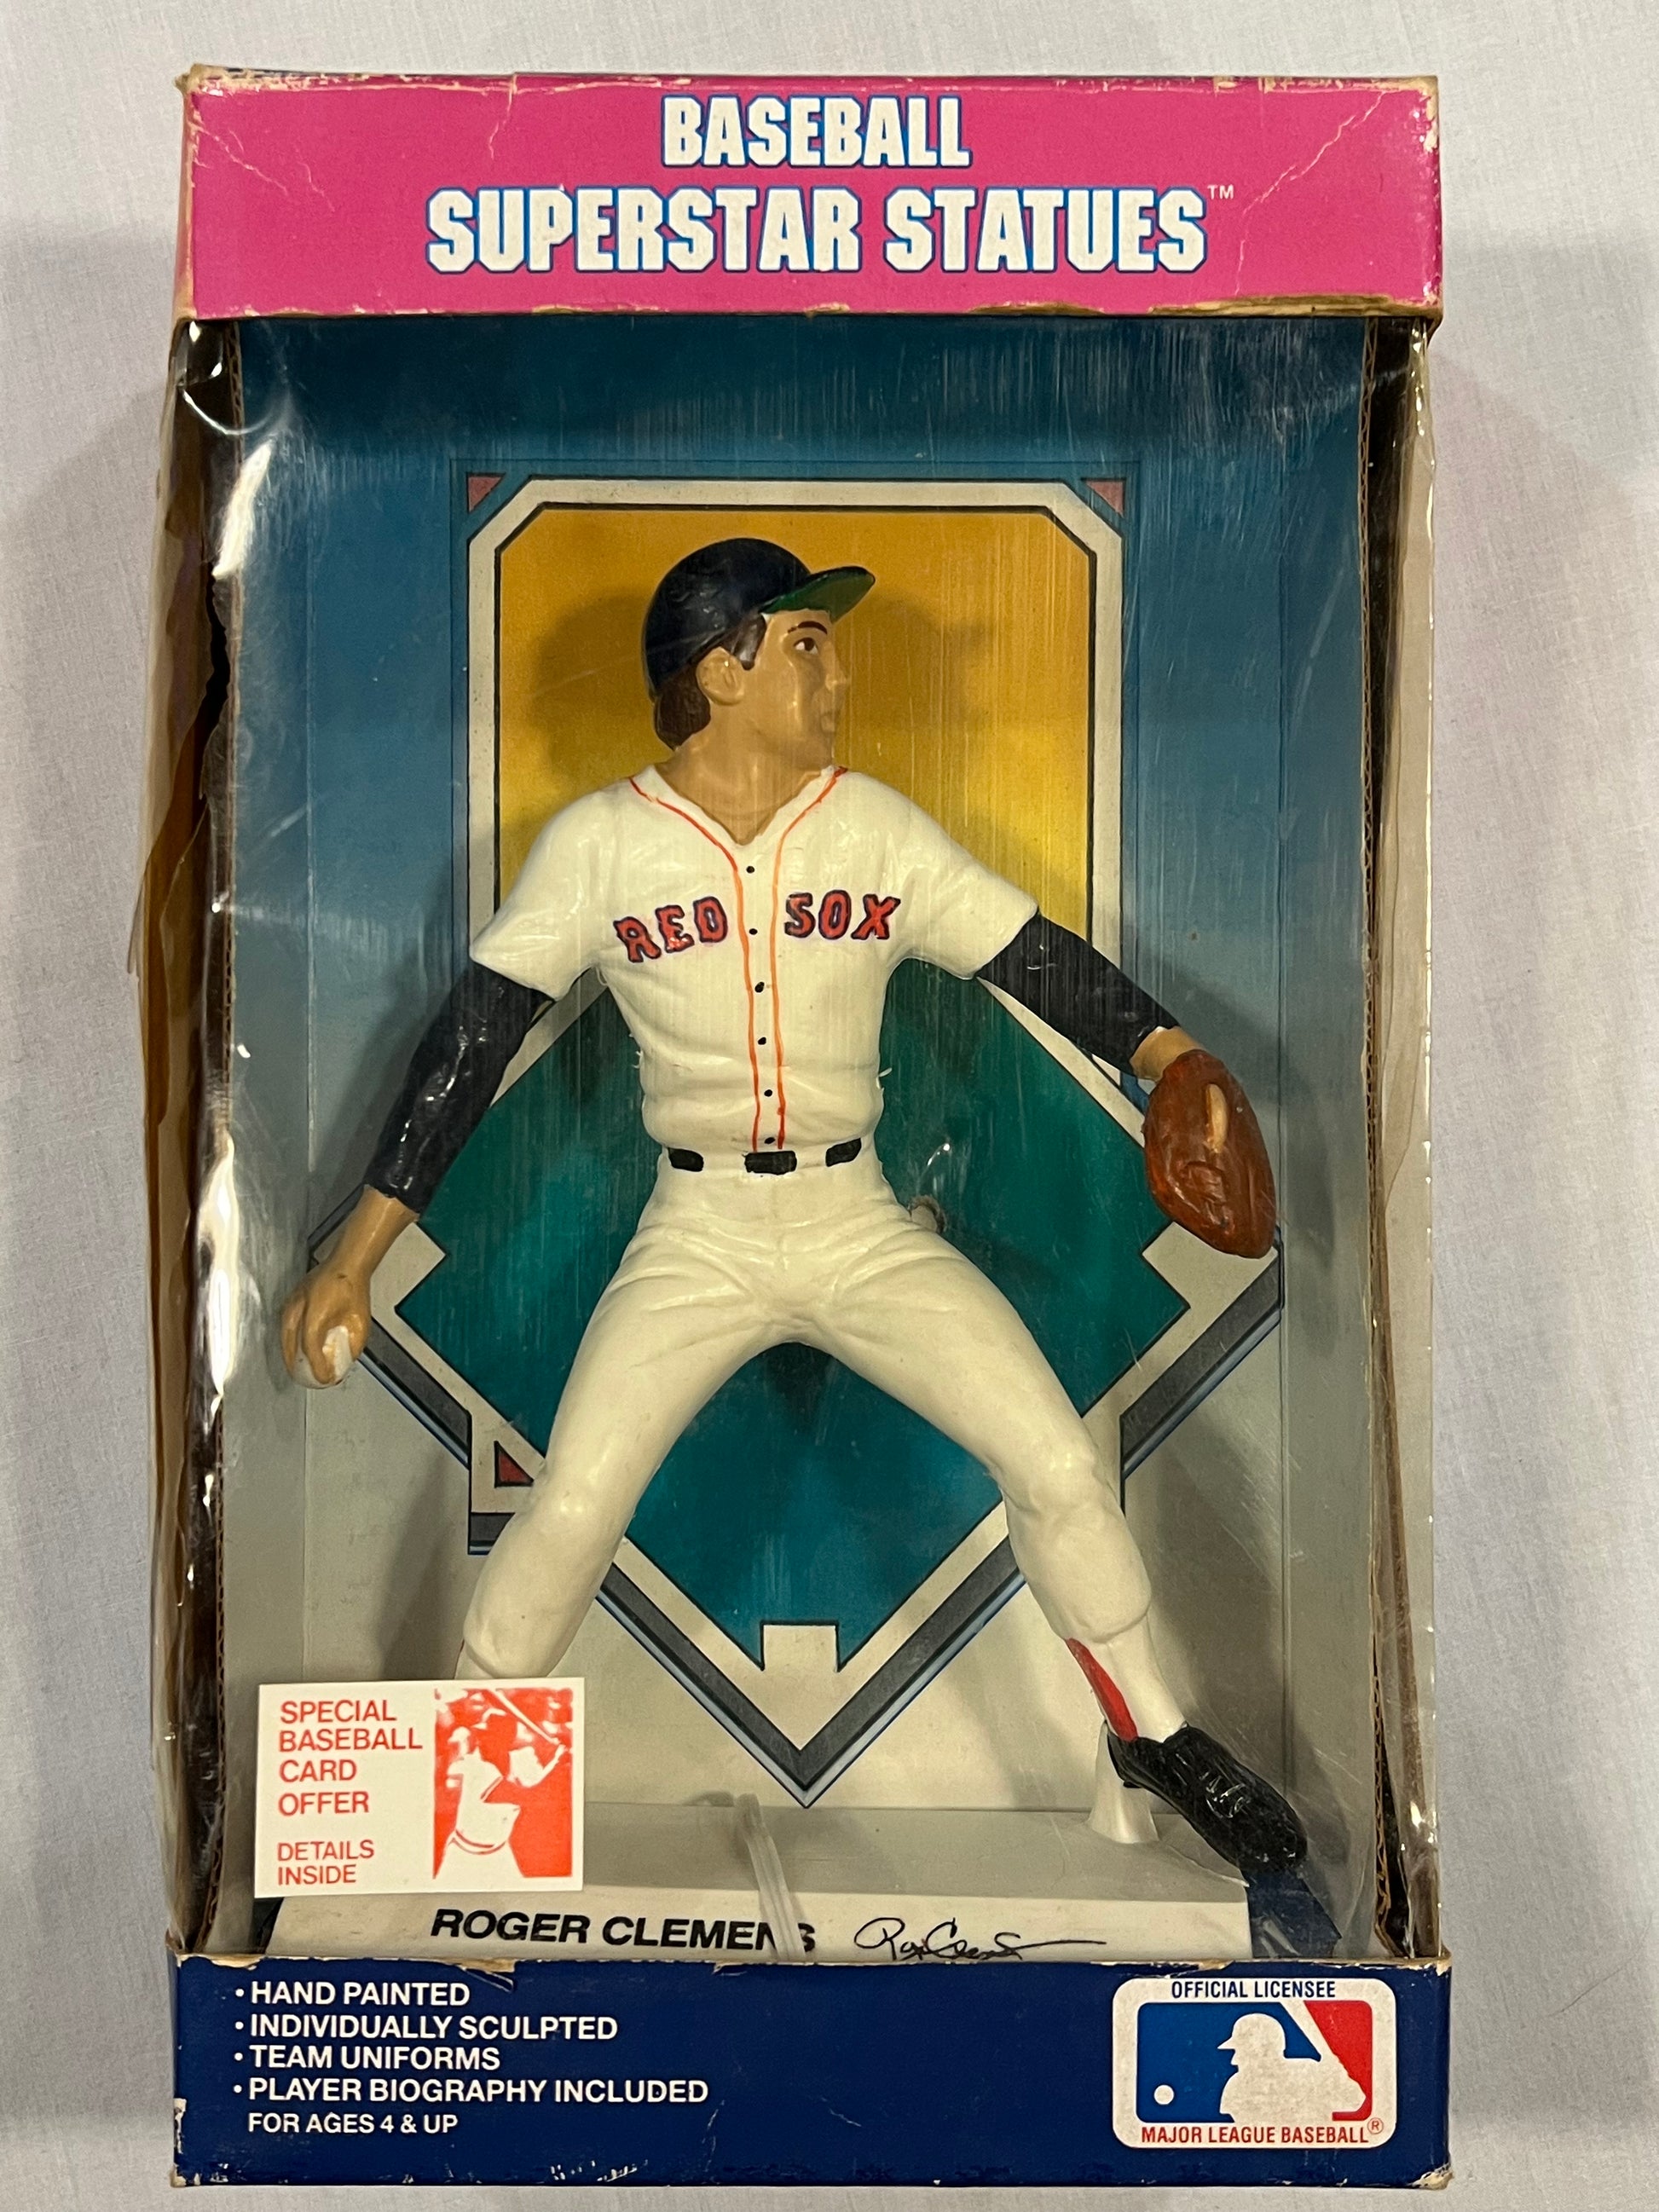 BASEBALL
SUPERSTAR STATUES™
RED SOX
SPECIAL
BASEBALL
CARD
OFFER
DETAILS
INSIDE
ROGER CLEMENS
• HAND PAINTED
• INDIVIDUALLY SCULPTED
• TEAM UNIFORMS
• PLAYER BIOGRAPHY INCLUDED
FOR AGES 4 & UP
OFFICIAL LICENSEE
MAJOR LEAGUE BASEBALL®